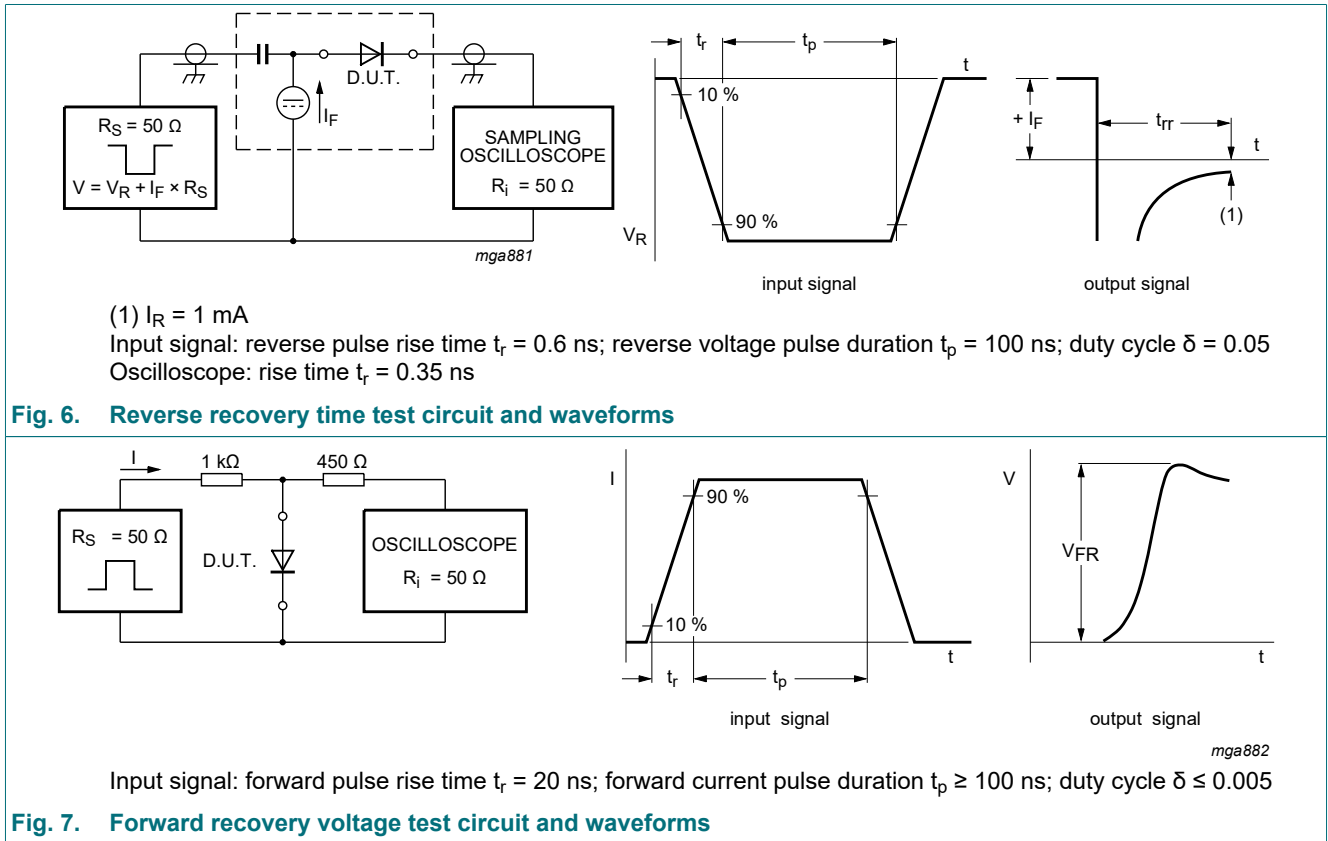 D.U.T.
I_F
R_S = 50 Ω
V = V_R + I_F × R_S
SAMPLING
OSCILLOSCOPE
R_i = 50 Ω
mga881
t_r
t_p
t
10 %
90 %
V_R
input signal
+ I_F
t_rr
t
(1)
output signal
(1) I_R = 1 mA
Input signal: reverse pulse rise time t_r = 0.6 ns; reverse voltage pulse duration t_p = 100 ns; duty cycle δ = 0.05
Oscilloscope: rise time t_r = 0.35 ns
Fig. 6. Reverse recovery time test circuit and waveforms
I
1 kΩ
450 Ω
R_S = 50 Ω
D.U.T.
OSCILLOSCOPE
R_i = 50 Ω
I
90 %
10 %
t
t_r
t_p
input signal
V
V_FR
t
output signal
mga882
Input signal: forward pulse rise time t_r = 20 ns; forward current pulse duration t_p ≥ 100 ns; duty cycle δ ≤ 0.005
Fig. 7. Forward recovery voltage test circuit and waveforms